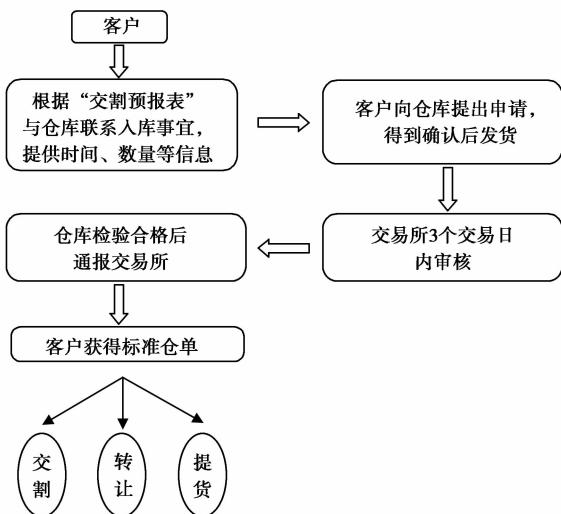 客户
根据“交割预报表”
与仓库联系入库事宜，
提供时间、数量等信息
客户向仓库提出申请，
得到确认后发货
交易所3个交易日
内审核
仓库检验合格后
通报交易所
客户获得标准仓单
交割
转让
提货